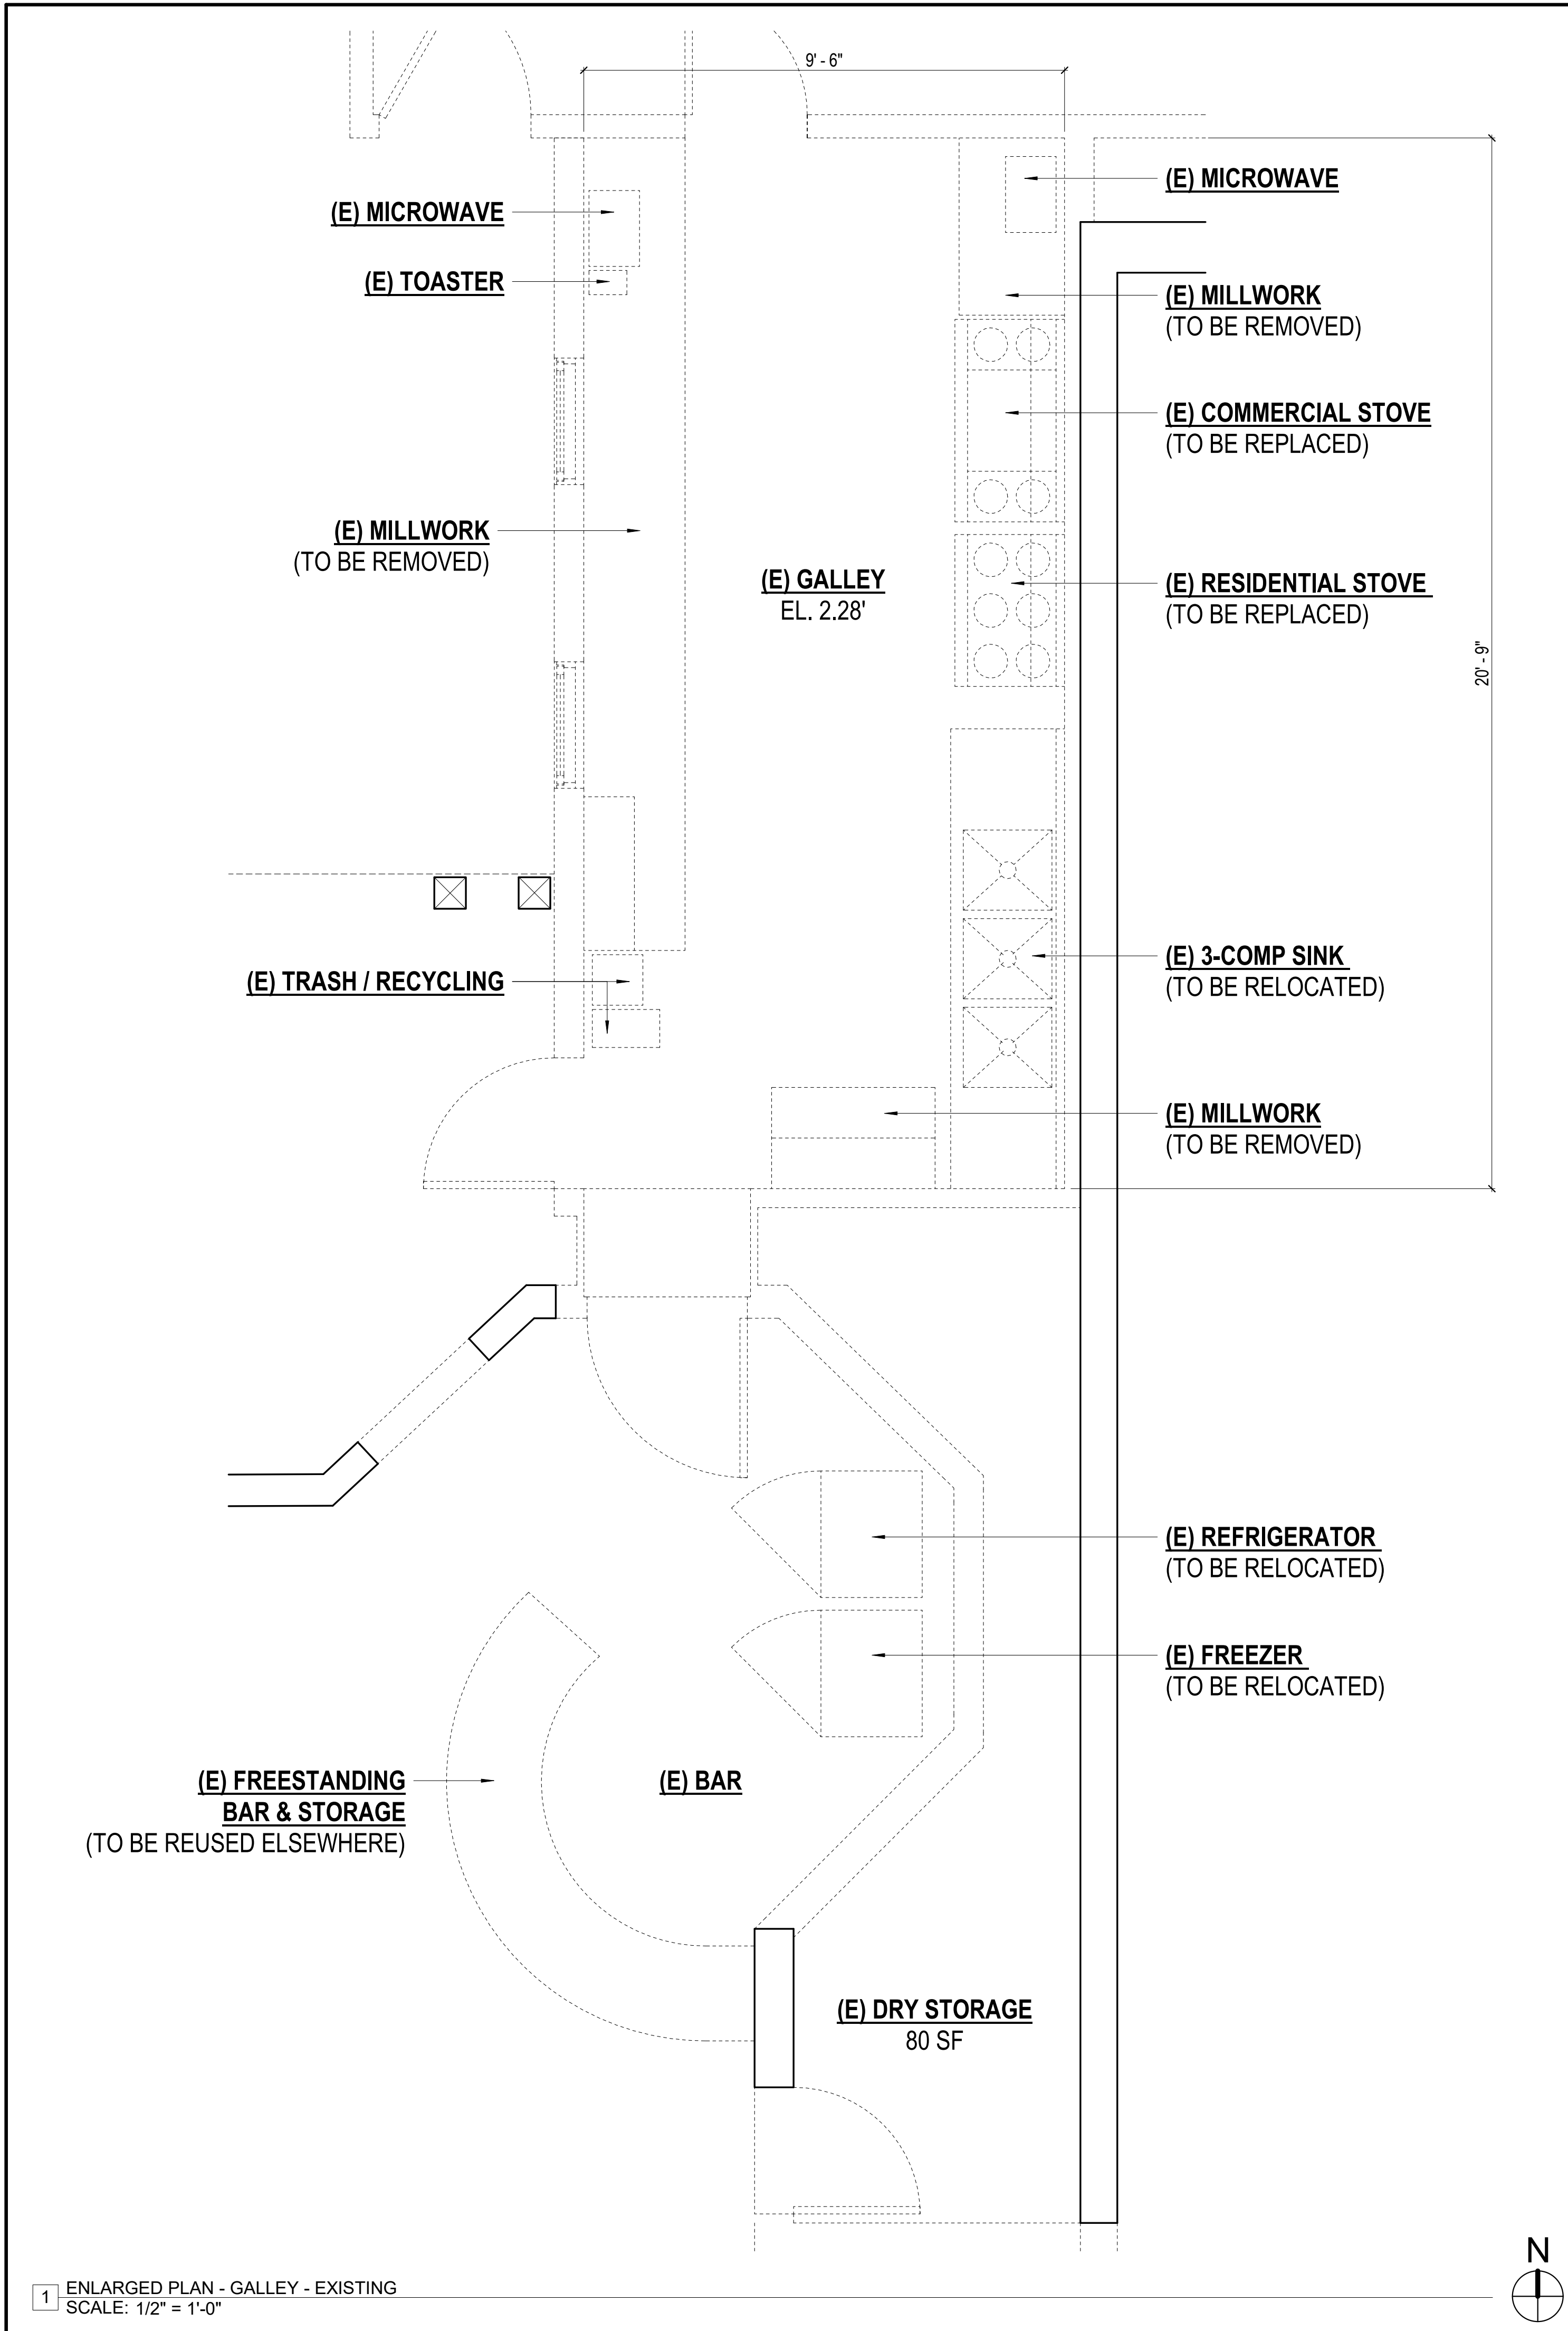 9' - 6"
(E) MICROWAVE
(E) MICROWAVE
(E) TOASTER
(E) MILLWORK
(TO BE REMOVED)
(E) COMMERCIAL STOVE
(TO BE REPLACED)
(E) MILLWORK
(TO BE REMOVED)
(E) GALLEY
EL. 2.28'
(E) RESIDENTIAL STOVE
(TO BE REPLACED)
20' - 9"
(E) 3-COMP SINK
(TO BE RELOCATED)
(E) TRASH / RECYCLING
(E) MILLWORK
(TO BE REMOVED)
(E) REFRIGERATOR
(TO BE RELOCATED)
(E) FREEZER
(TO BE RELOCATED)
(E) FREESTANDING
BAR & STORAGE
(TO BE REUSED ELSEWHERE)
(E) BAR
(E) DRY STORAGE
80 SF
N
1
ENLARGED PLAN - GALLEY - EXISTING
SCALE: 1/2" = 1'-0"